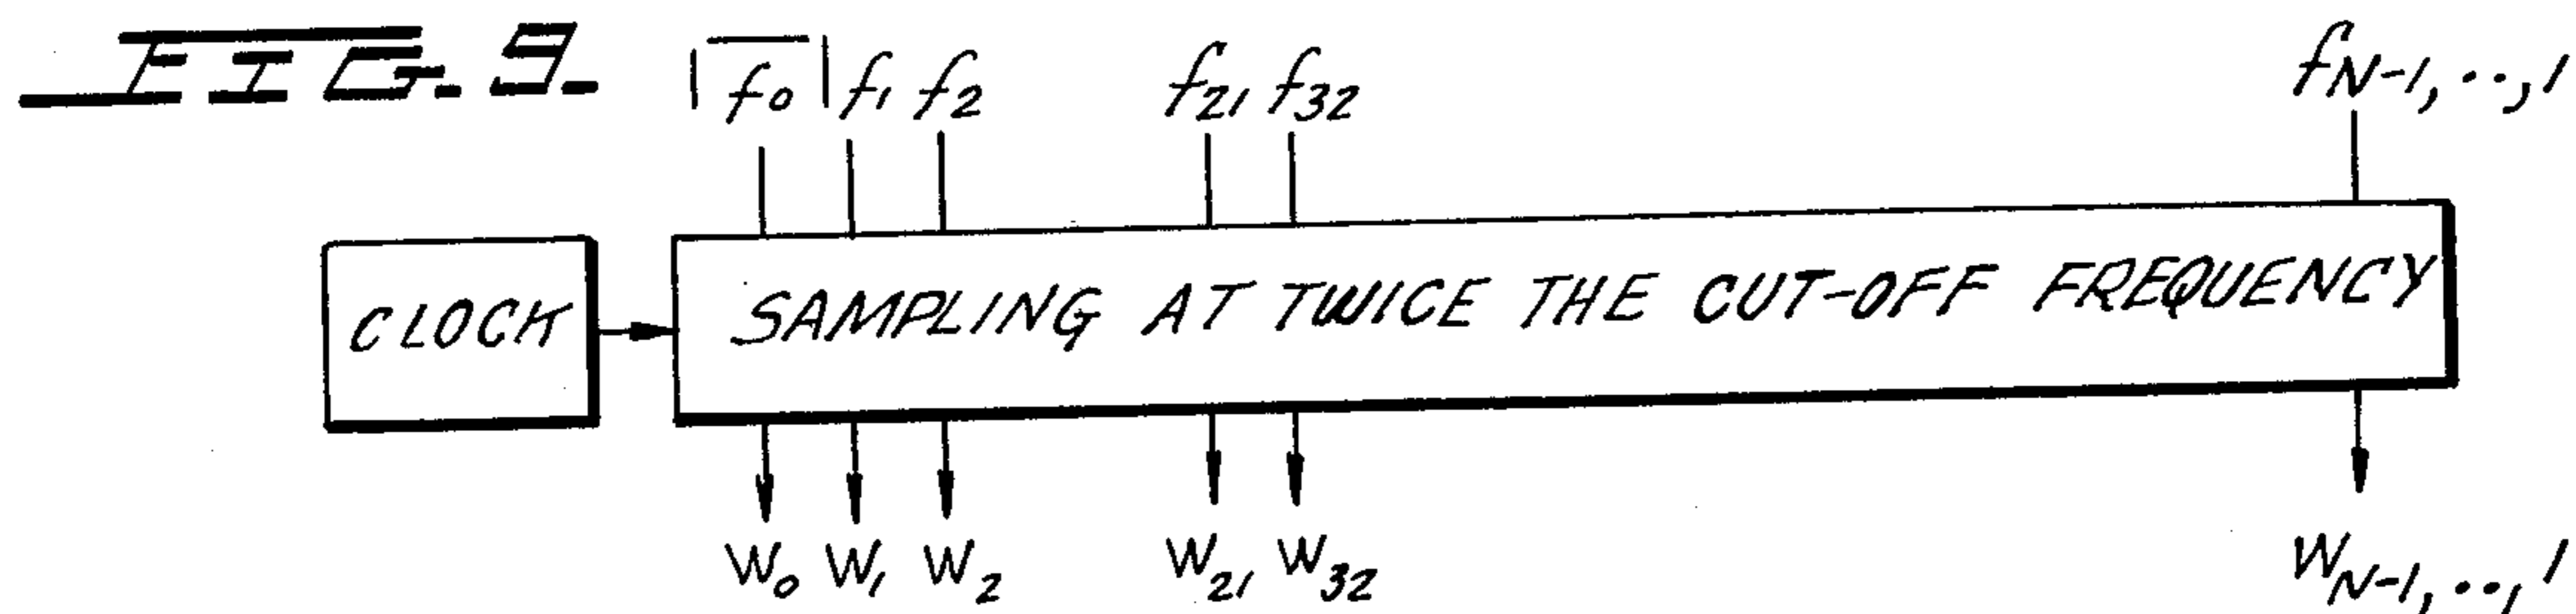 FIG. 9.
f0 f1 f2 f21 f32 fN-1,..,1
CLOCK
SAMPLING AT TWICE THE CUT-OFF FREQUENCY
W0 W1 W2 W21 W32 WN-1,..,1